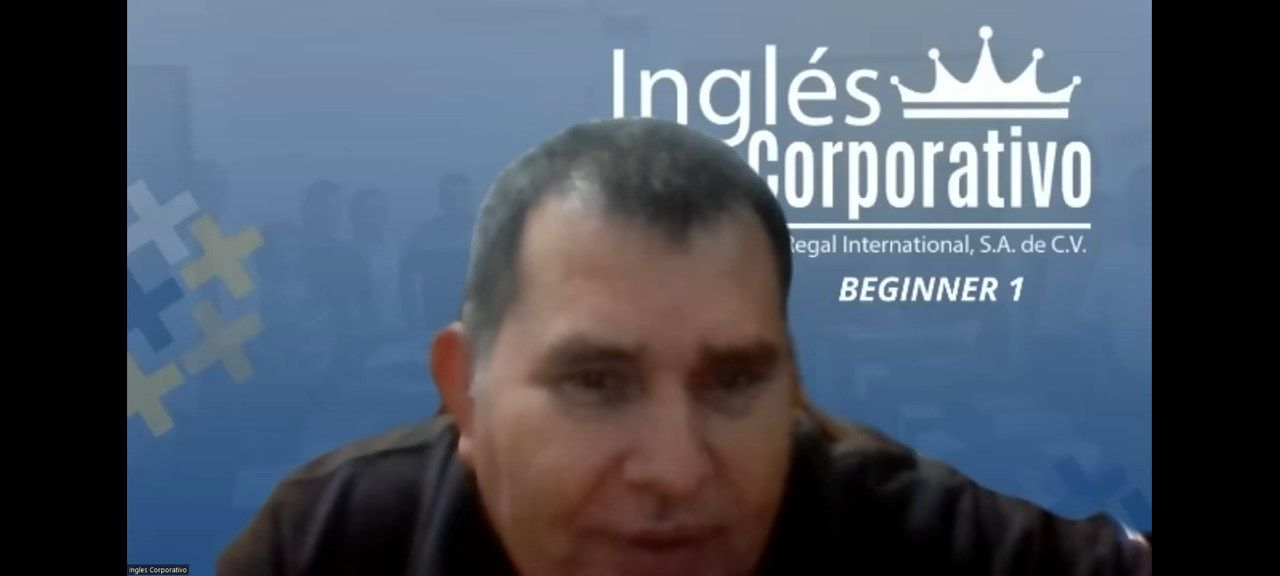 Inglés
Corporativo
Regal International, S.A. de C.V.
BEGINNER 1
Ingles Corporativo